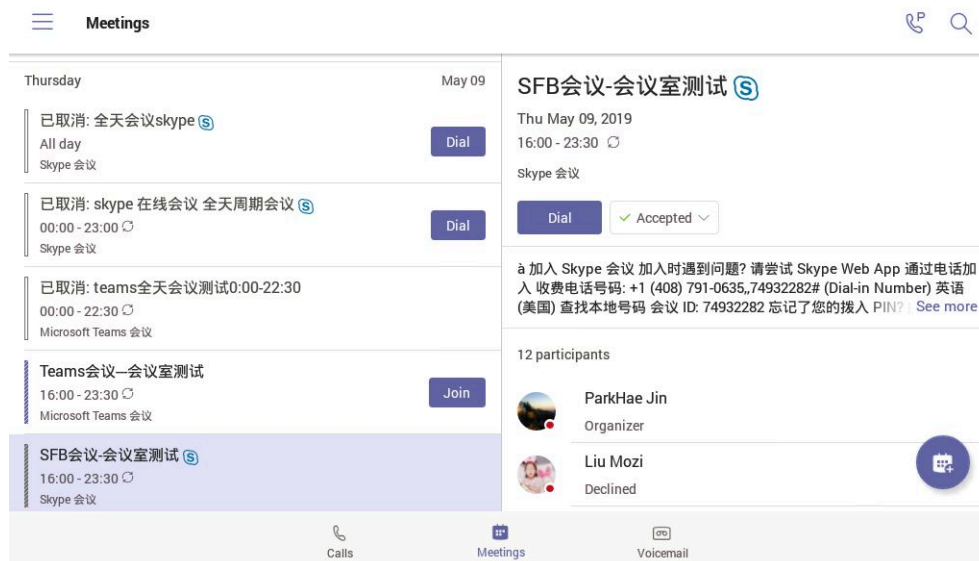 Meetings
P
Thursday
May 09
已取消: 全天会议skype
All day
Skype 会议
Dial
已取消: skype 在线会议 全天周期会议
00:00 - 23:00
Skype 会议
Dial
已取消: teams全天会议测试0:00-22:30
00:00 - 22:30
Microsoft Teams 会议
Teams会议—会议室测试
16:00 - 23:30
Microsoft Teams 会议
Join
SFB会议-会议室测试
16:00 - 23:30
Skype 会议
SFB会议-会议室测试
Thu May 09, 2019
16:00 - 23:30
Skype 会议
Dial
Accepted
à 加入 Skype 会议 加入时遇到问题? 请尝试 Skype Web App 通过电话加
入 收费电话号码: +1 (408) 791-0635,,74932282# (Dial-in Number) 英语
(美国) 查找本地号码 会议 ID: 74932282 忘记了您的拨入 PIN? See more
12 participants
ParkHae Jin
Organizer
Liu Mozi
Declined
Calls
Meetings
Voicemail